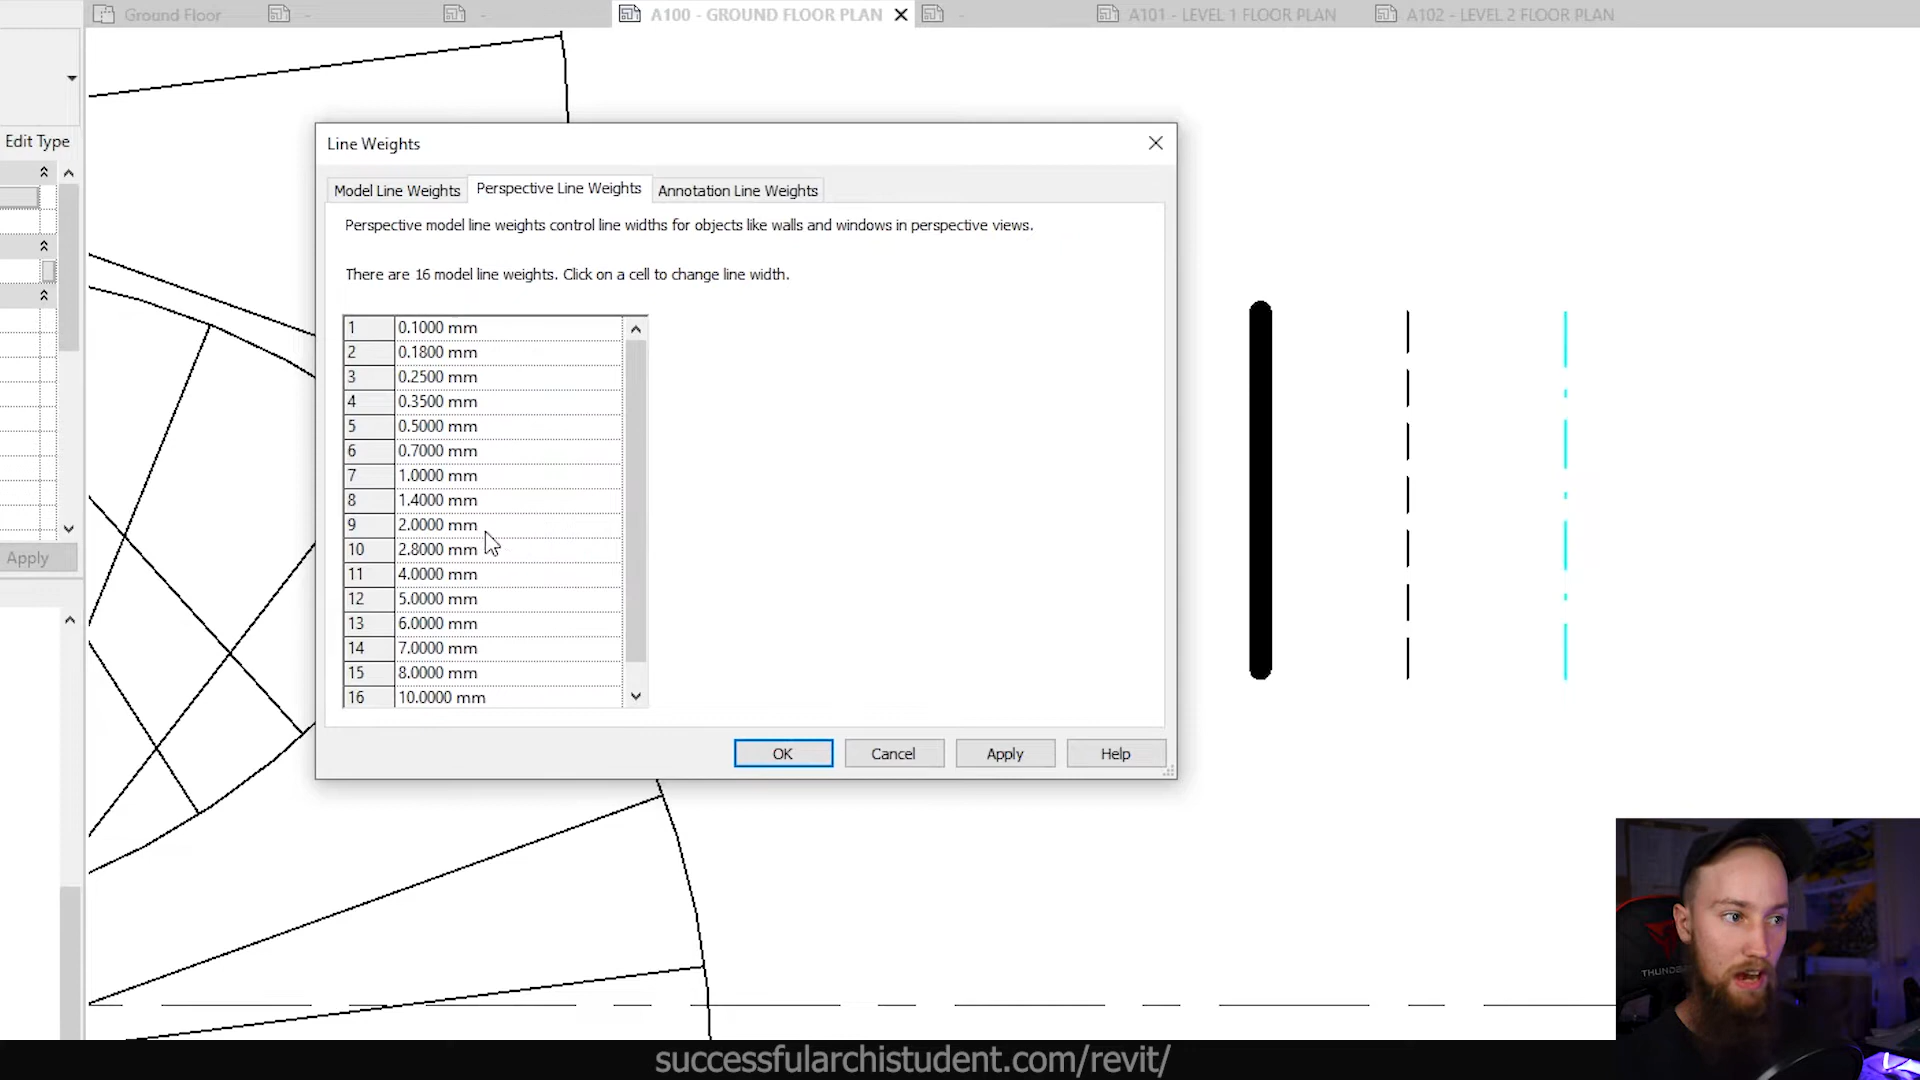 Ground Floor
A100 - GROUND FLOOR PLAN
A101 - LEVEL 1 FLOOR PLAN
A102 - LEVEL 2 FLOOR PLAN
Edit Type
Apply
Line Weights
Model Line Weights
Perspective Line Weights
Annotation Line Weights
Perspective model line weights control line widths for objects like walls and windows in perspective views.
There are 16 model line weights. Click on a cell to change line width.
1 0.1000 mm
2 0.1800 mm
3 0.2500 mm
4 0.3500 mm
5 0.5000 mm
6 0.7000 mm
7 1.0000 mm
8 1.4000 mm
9 2.0000 mm
10 2.8000 mm
11 4.0000 mm
12 5.0000 mm
13 6.0000 mm
14 7.0000 mm
15 8.0000 mm
16 10.0000 mm
OK
Cancel
Apply
Help
successfularchistudent.com/revit/